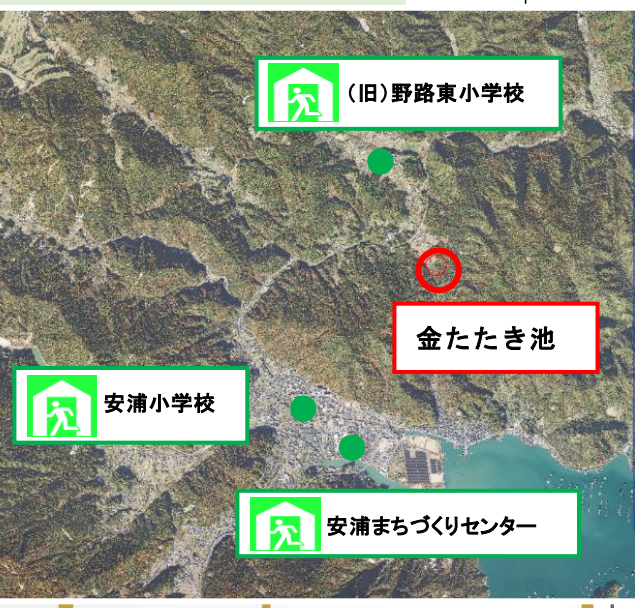 （旧）野路東小学校
金たたき池
安浦小学校
安浦まちづくりセンター